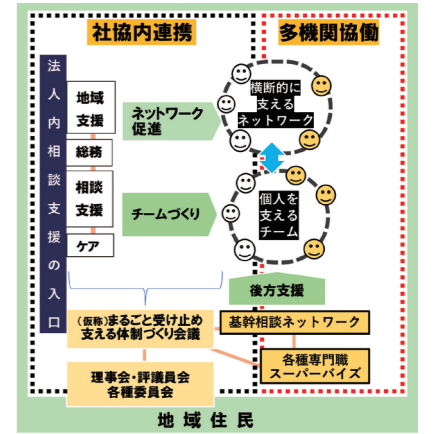 社協内連携
多機関協働
法人内相談支援の入口
地域
支援
総務
相談
支援
ケア
ネットワーク
促進
チームづくり
横断的に
支える
ネットワーク
個人を
支える
チーム
後方支援
(仮称)まるごと受け止め
支える体制づくり会議
基幹相談ネットワーク
各種専門職
スーパーバイズ
理事会・評議員会
各種委員会
地域住民